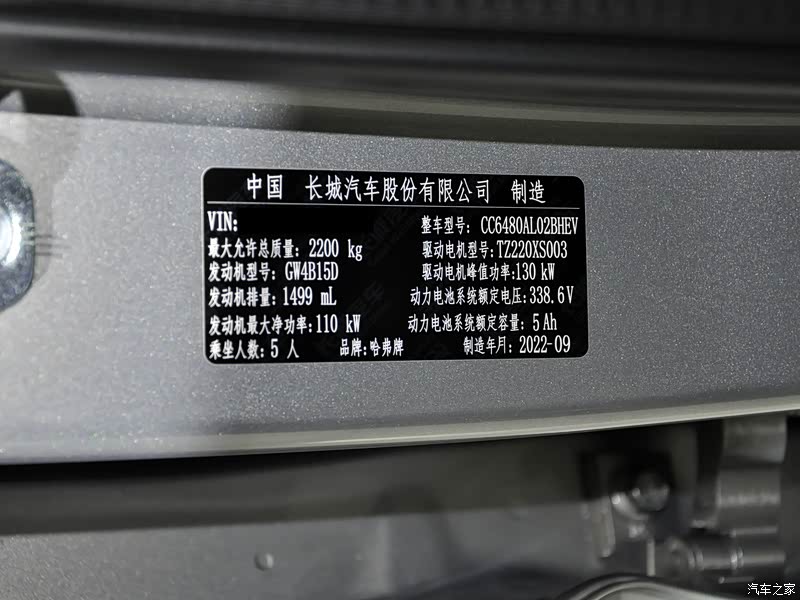 中国 长城汽车股份有限公司 制造
VIN: 整车型号: CC6480AL02BHEV
最大允许总质量: 2200 kg 驱动电机型号:TZ220XS003
发动机型号: GW4B15D 驱动电机峰值功率:130 kW
发动机排量: 1499 mL 动力电池系统额定电压:338.6V
发动机最大净功率:110 kW 动力电池系统额定容量: 5 Ah
乘坐人数: 5 人 品牌:哈弗牌 制造年月: 2022-09
汽车之家